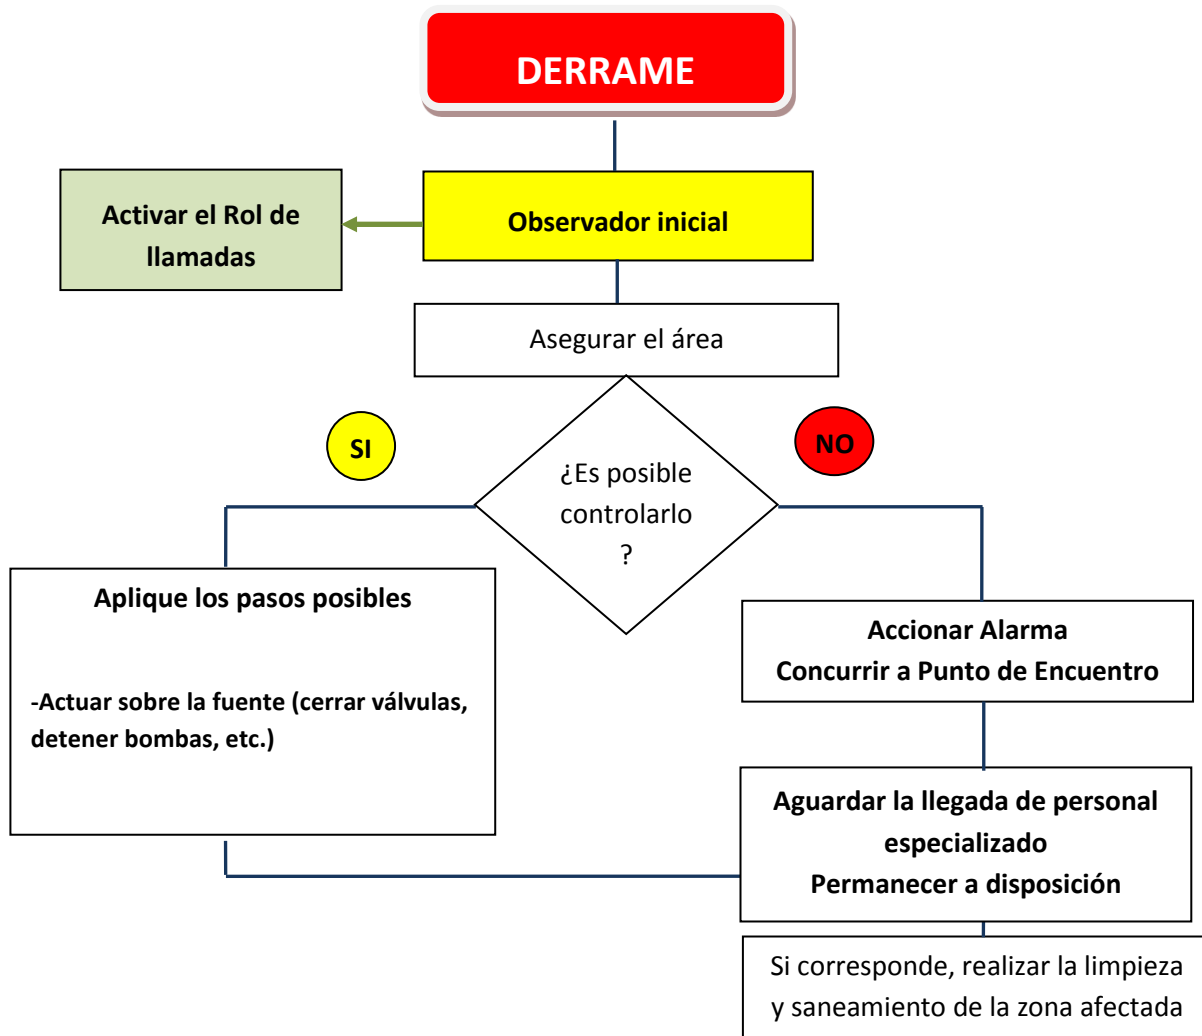 DERRAME
Activar el Rol de
llamadas
Observador inicial
Asegurar el área
SI
NO
¿Es posible
controlarlo
?
Aplique los pasos posibles
-Actuar sobre la fuente (cerrar válvulas,
detener bombas, etc.)
Accionar Alarma
Concurrir a Punto de Encuentro
Aguardar la llegada de personal
especializado
Permanecer a disposición
Si corresponde, realizar la limpieza
y saneamiento de la zona afectada